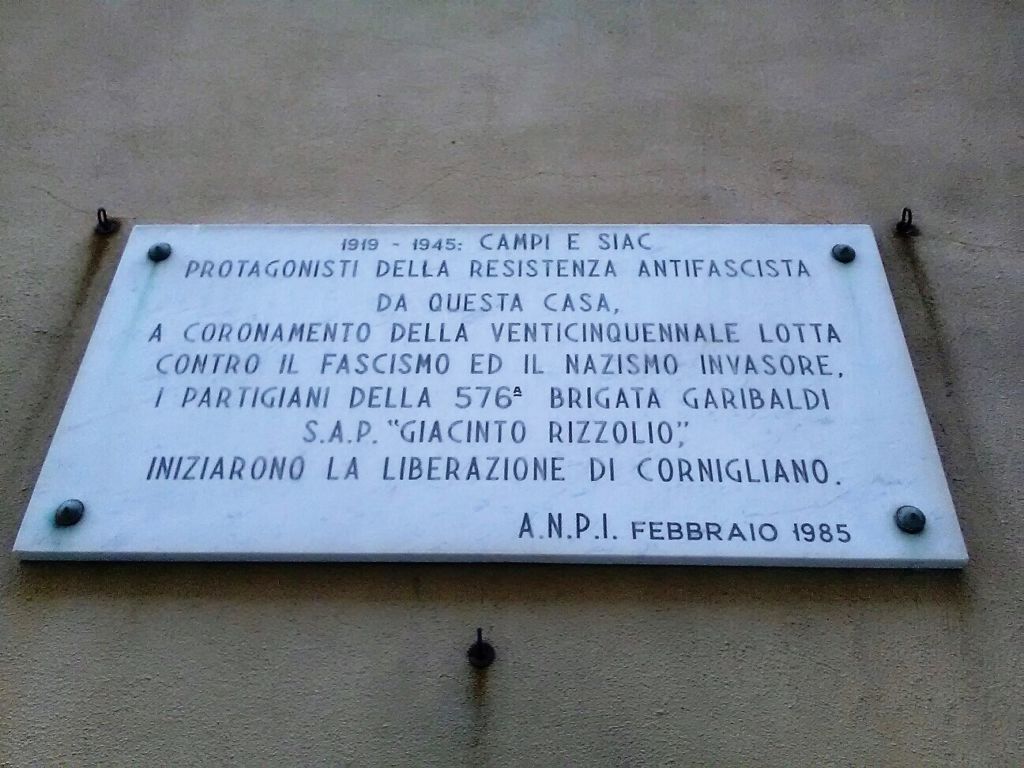 1919 - 1945: CAMPI E SIAC
PROTAGONISTI DELLA RESISTENZA ANTIFASCISTA
DA QUESTA CASA,
A CORONAMENTO DELLA VENTICINQUENNALE LOTTA
CONTRO IL FASCISMO ED IL NAZISMO INVASORE,
I PARTIGIANI DELLA 576ª BRIGATA GARIBALDI
S.A.P. "GIACINTO RIZZOLIO",
INIZIARONO LA LIBERAZIONE DI CORNIGLIANO.
A.N.P.I. FEBBRAIO 1985